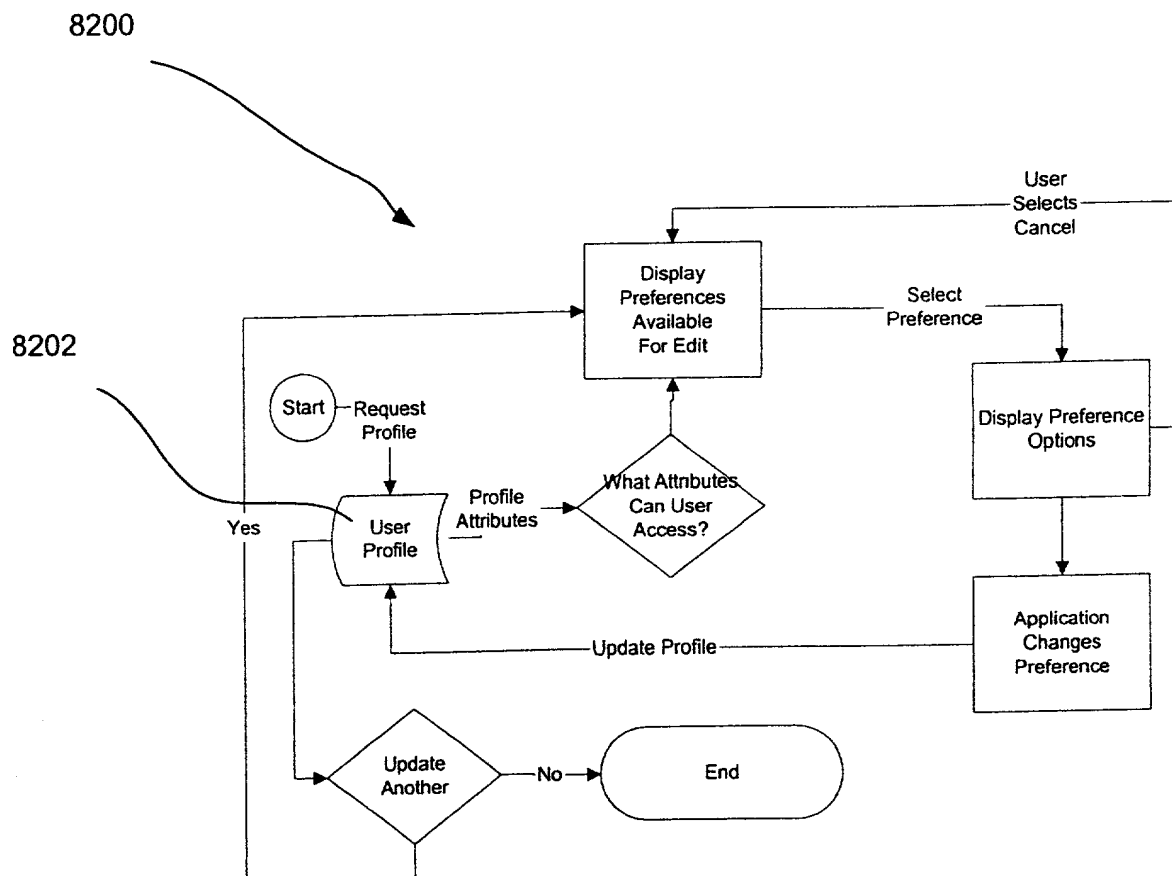 8200
User
Selects
Cancel
Display
Preferences
Available
For Edit
Select
Preference
8202
Start
Request
Profile
Display Preference
Options
What Attributes
Can User
Access?
Profile
Attributes
User
Profile
Yes
Application
Changes
Preference
Update Profile
Update
Another
No
End